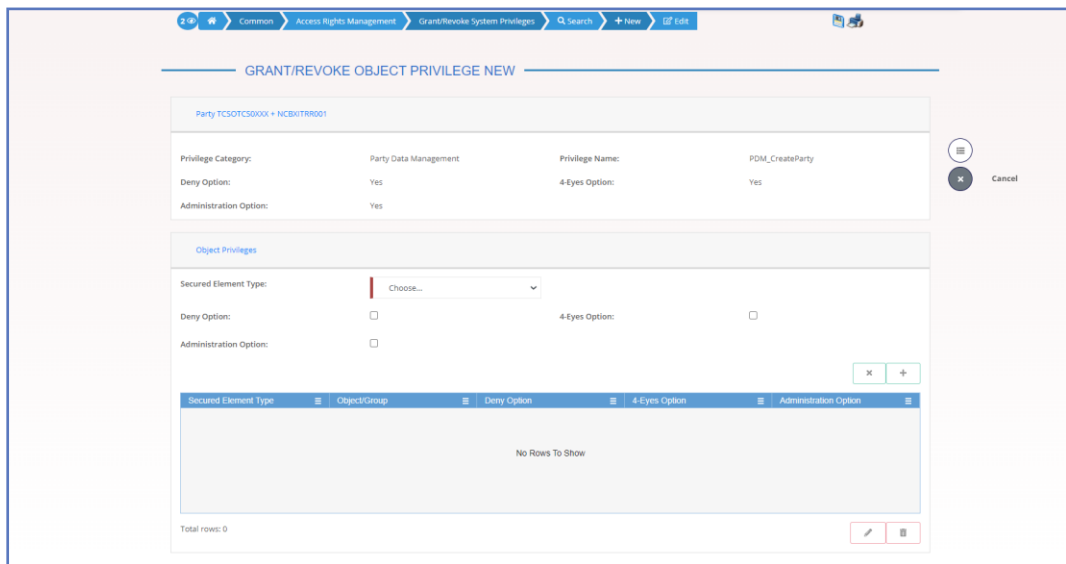 2 Common Access Rights Management Grant/Revoke System Privileges Search New Edit
GRANT/REVOKE OBJECT PRIVILEGE NEW
Party TCSOTCS0XXX + NCBXITRR001
Privilege Category: Party Data Management Privilege Name: PDM_CreateParty
Deny Option: Yes 4-Eyes Option: Yes
Cancel
Administration Option: Yes
Object Privileges
Secured Element Type: Choose...
Deny Option: 4-Eyes Option:
Administration Option:
Secured Element Type Object/Group Deny Option 4-Eyes Option Administration Option
No Rows To Show
Total rows: 0